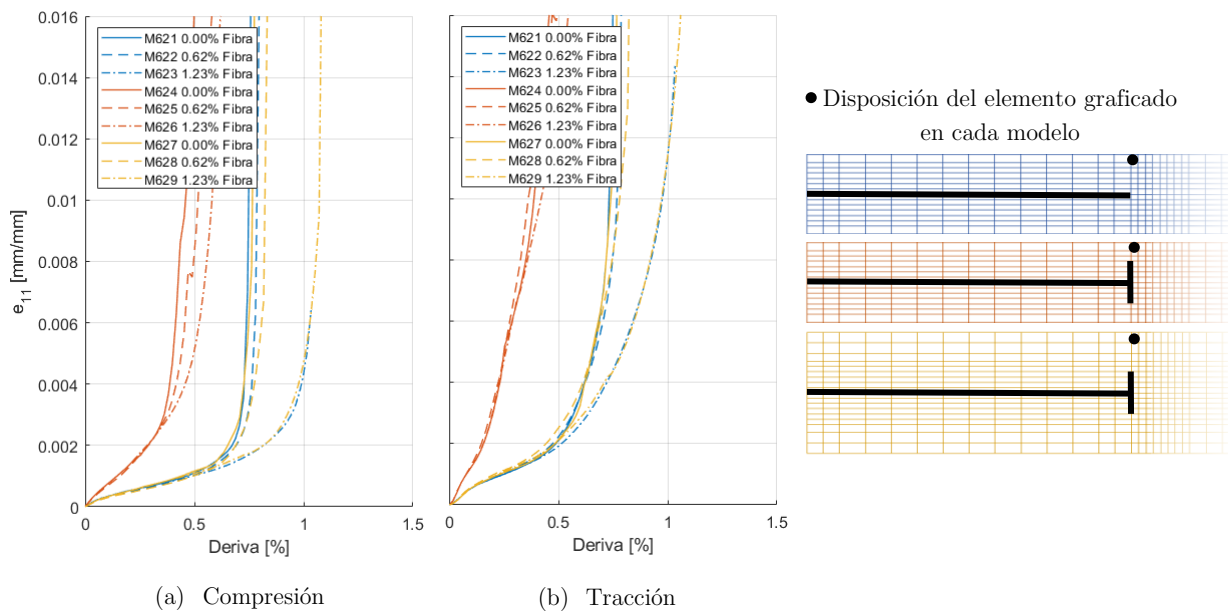 0.016
0.014
0.012
0.01
0.008
0.006
0.004
0.002
0
e11 [mm/mm]
M621 0.00% Fibra
M622 0.62% Fibra
M623 1.23% Fibra
M624 0.00% Fibra
M625 0.62% Fibra
M626 1.23% Fibra
M627 0.00% Fibra
M628 0.62% Fibra
M629 1.23% Fibra
0 0.5 1 1.5
Deriva [%]
(a) Compresión
M621 0.00% Fibra
M622 0.62% Fibra
M623 1.23% Fibra
M624 0.00% Fibra
M625 0.62% Fibra
M626 1.23% Fibra
M627 0.00% Fibra
M628 0.62% Fibra
M629 1.23% Fibra
0 0.5 1 1.5
Deriva [%]
(b) Tracción
Disposición del elemento graficado
en cada modelo